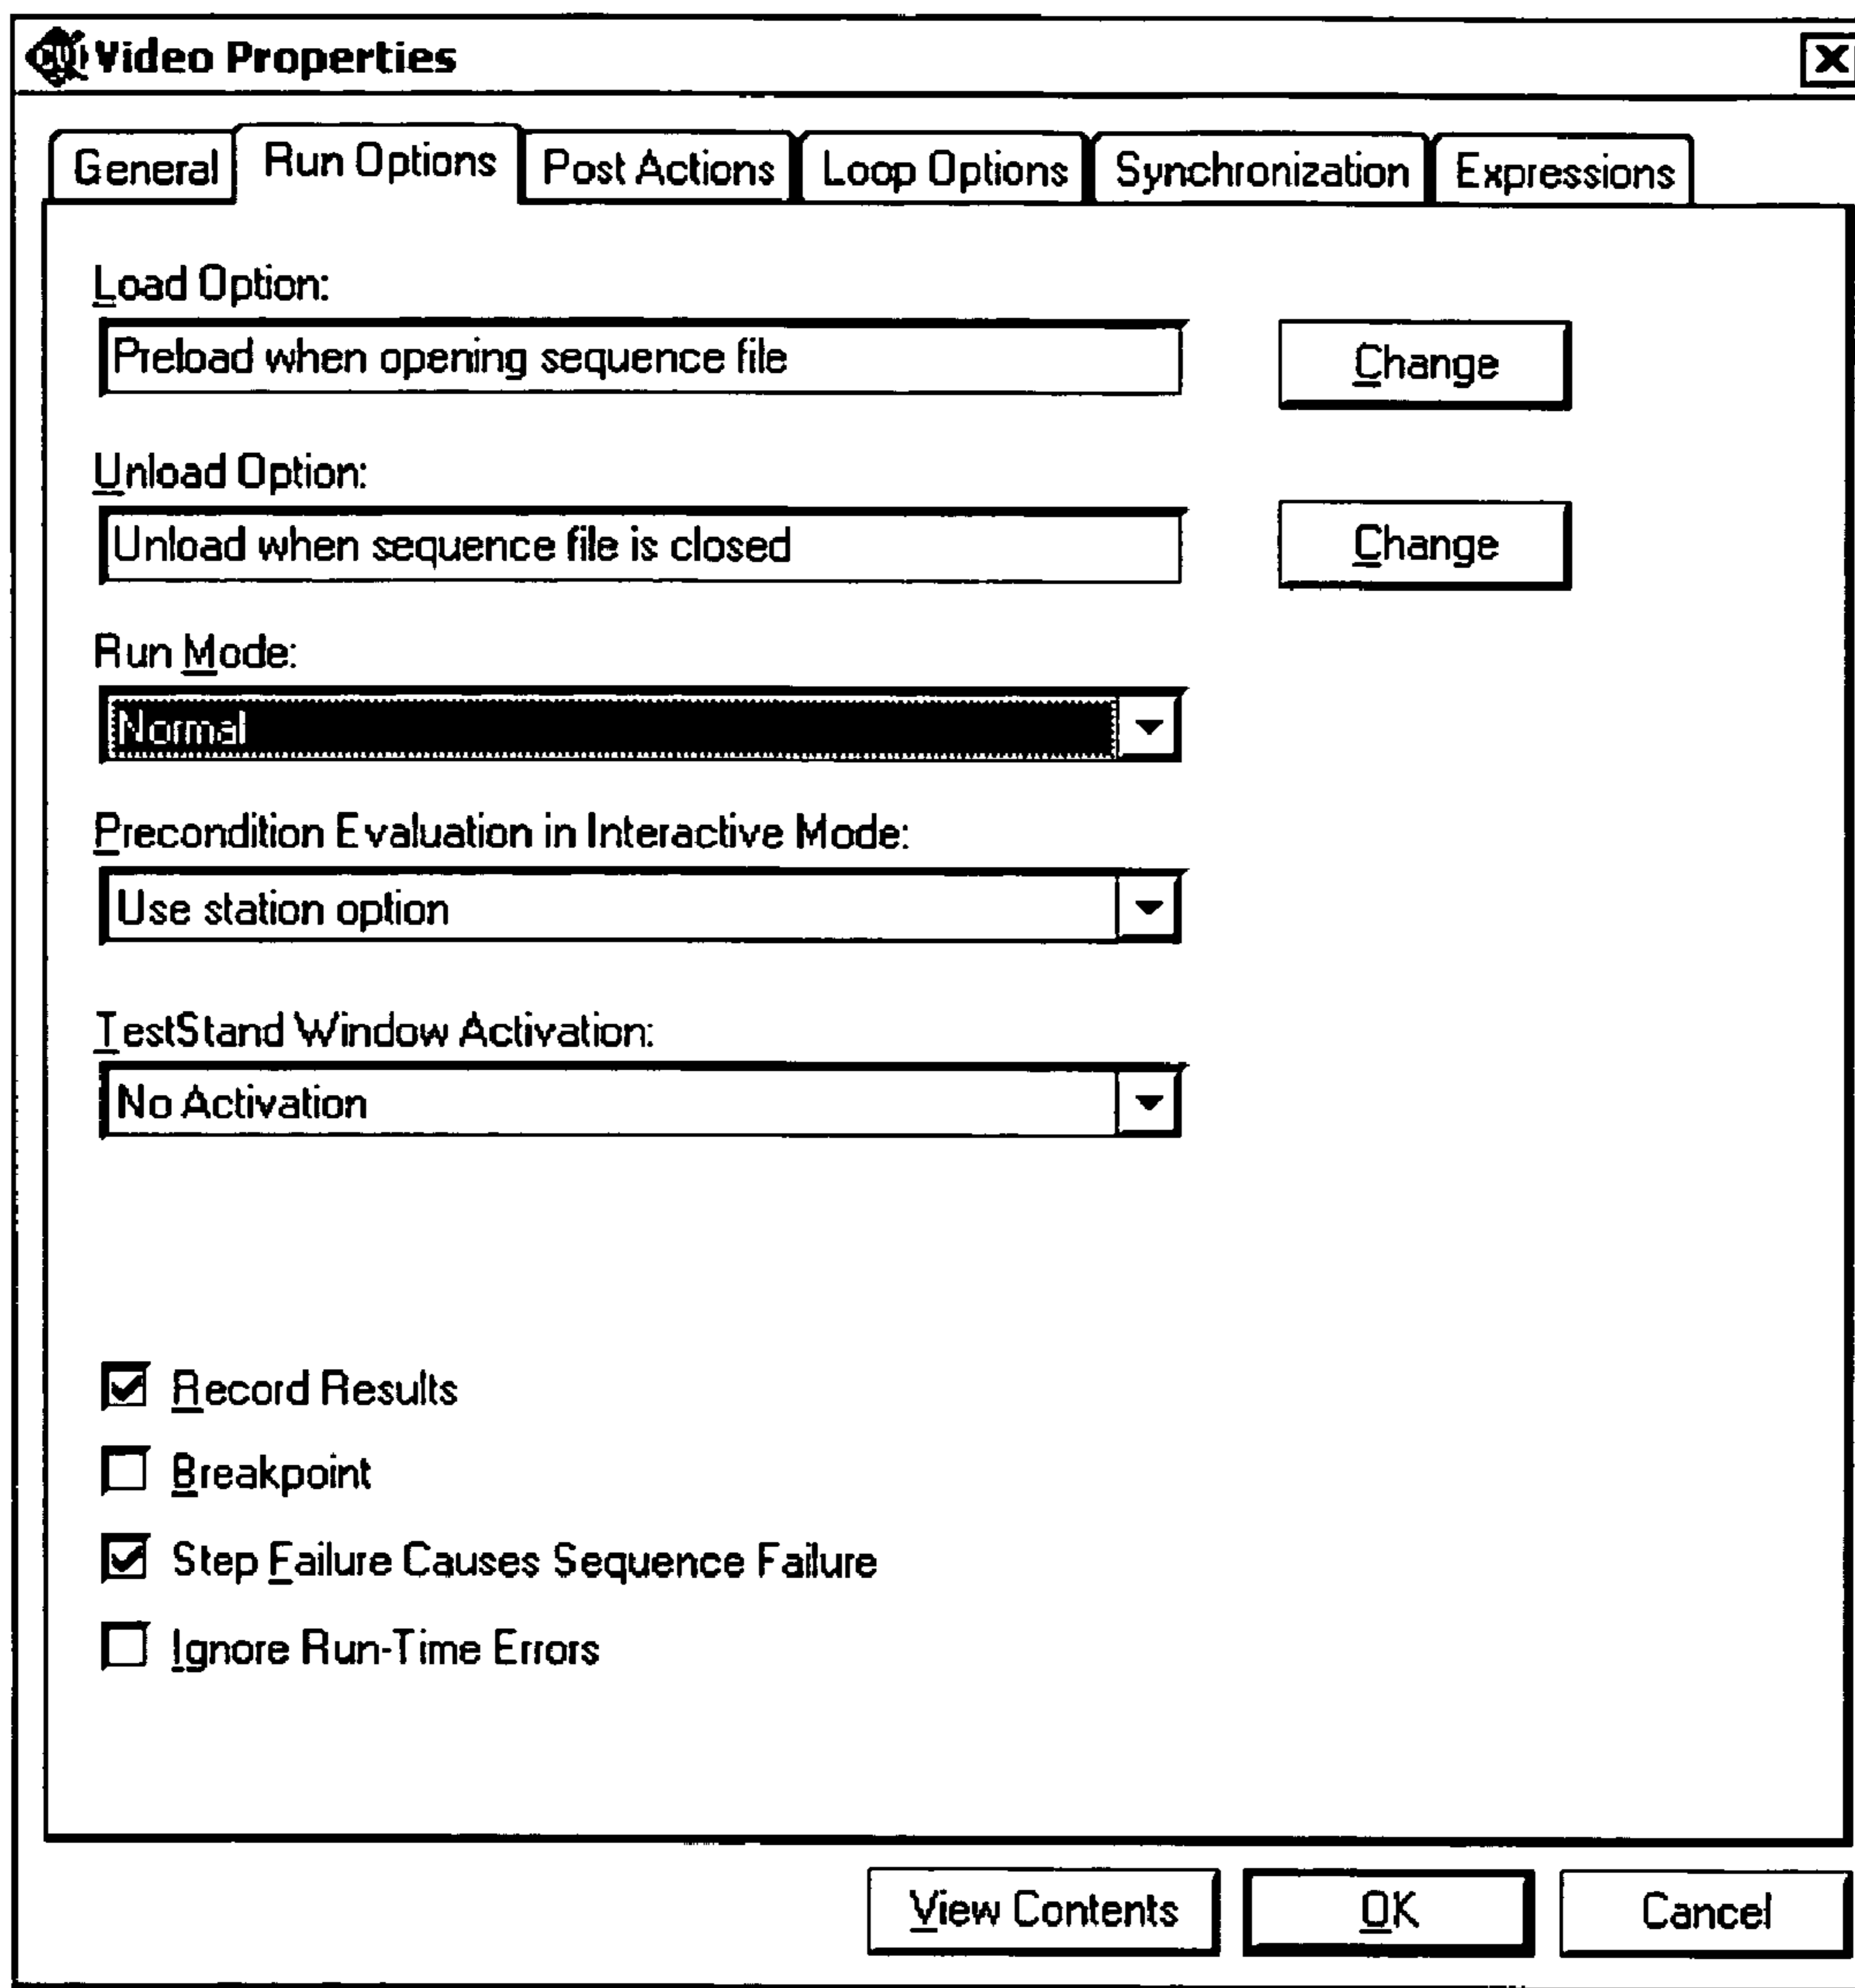 CVI Video Properties
General Run Options Post Actions Loop Options Synchronization Expressions
Load Option:
Preload when opening sequence file Change
Unload Option:
Unload when sequence file is closed Change
Run Mode:
Normal
Precondition Evaluation in Interactive Mode:
Use station option
TestStand Window Activation:
No Activation
Record Results
Breakpoint
Step Failure Causes Sequence Failure
Ignore Run-Time Errors
View Contents OK Cancel